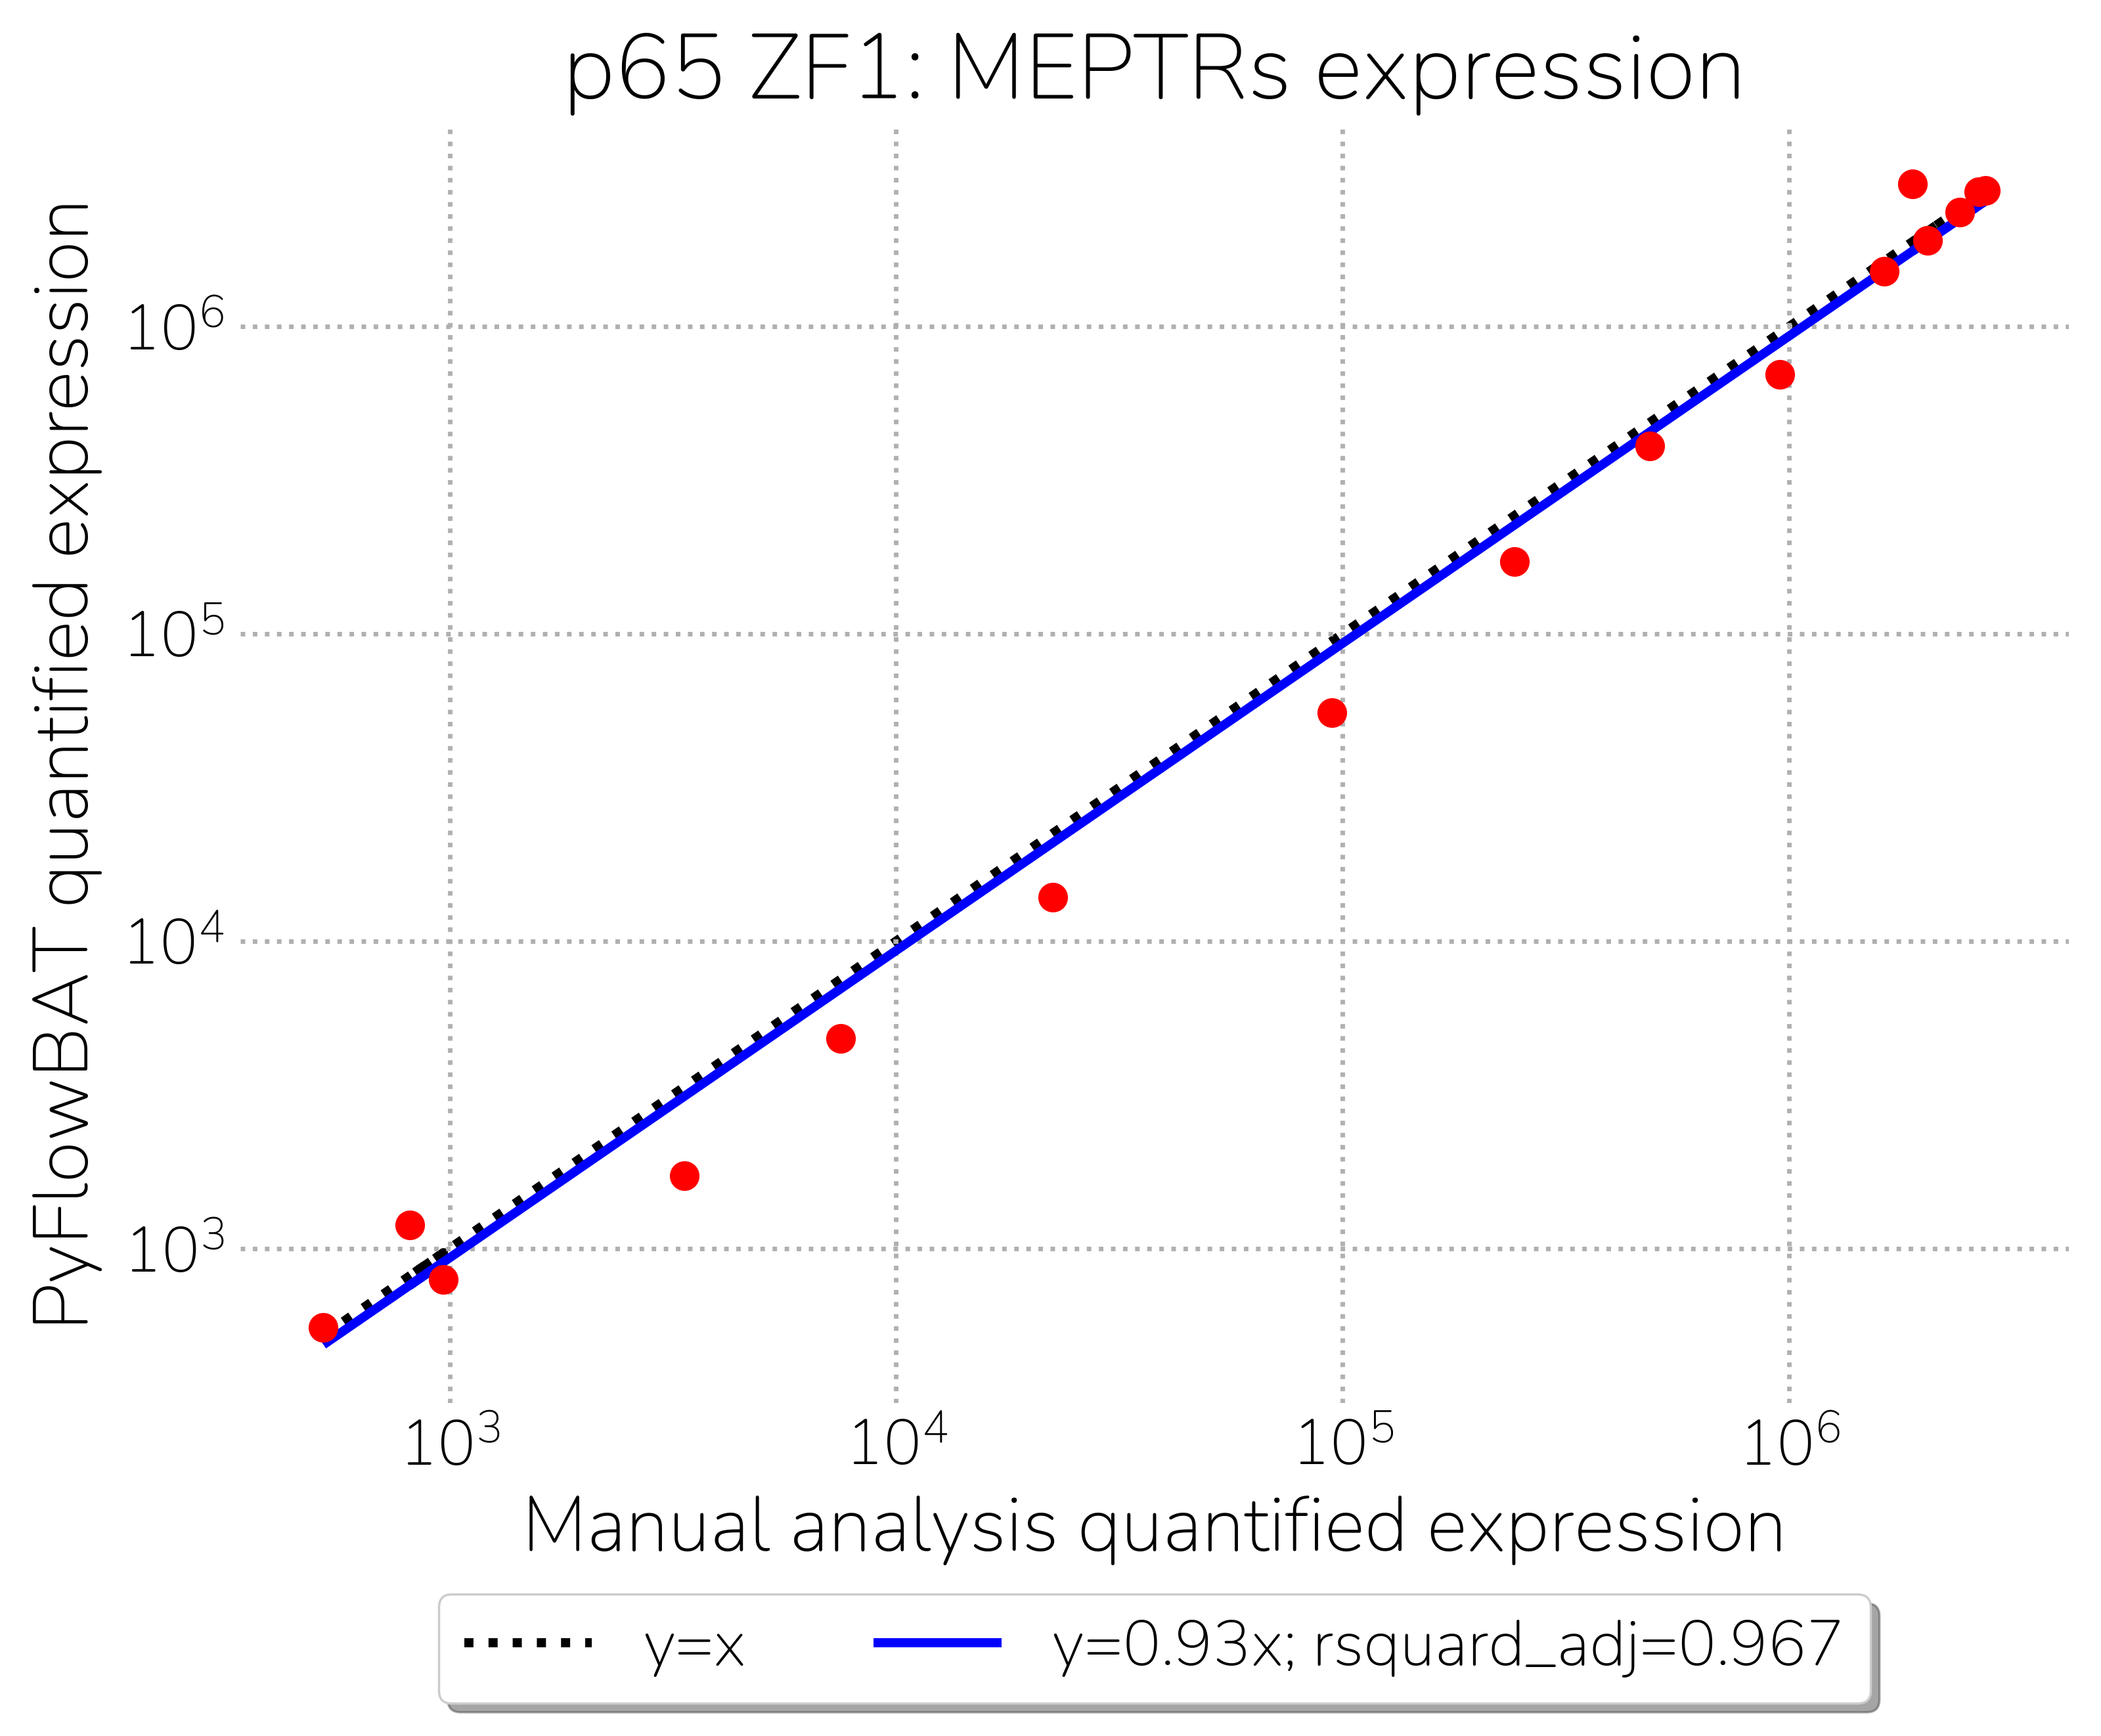 p65 ZF1: MEPTRs expression
PyFlowBAT quantified expression
10⁶
10⁵
10⁴
10³
10³ 10⁴ 10⁵ 10⁶
Manual analysis quantified expression
y=x y=0.93x; rsquard_adj=0.967